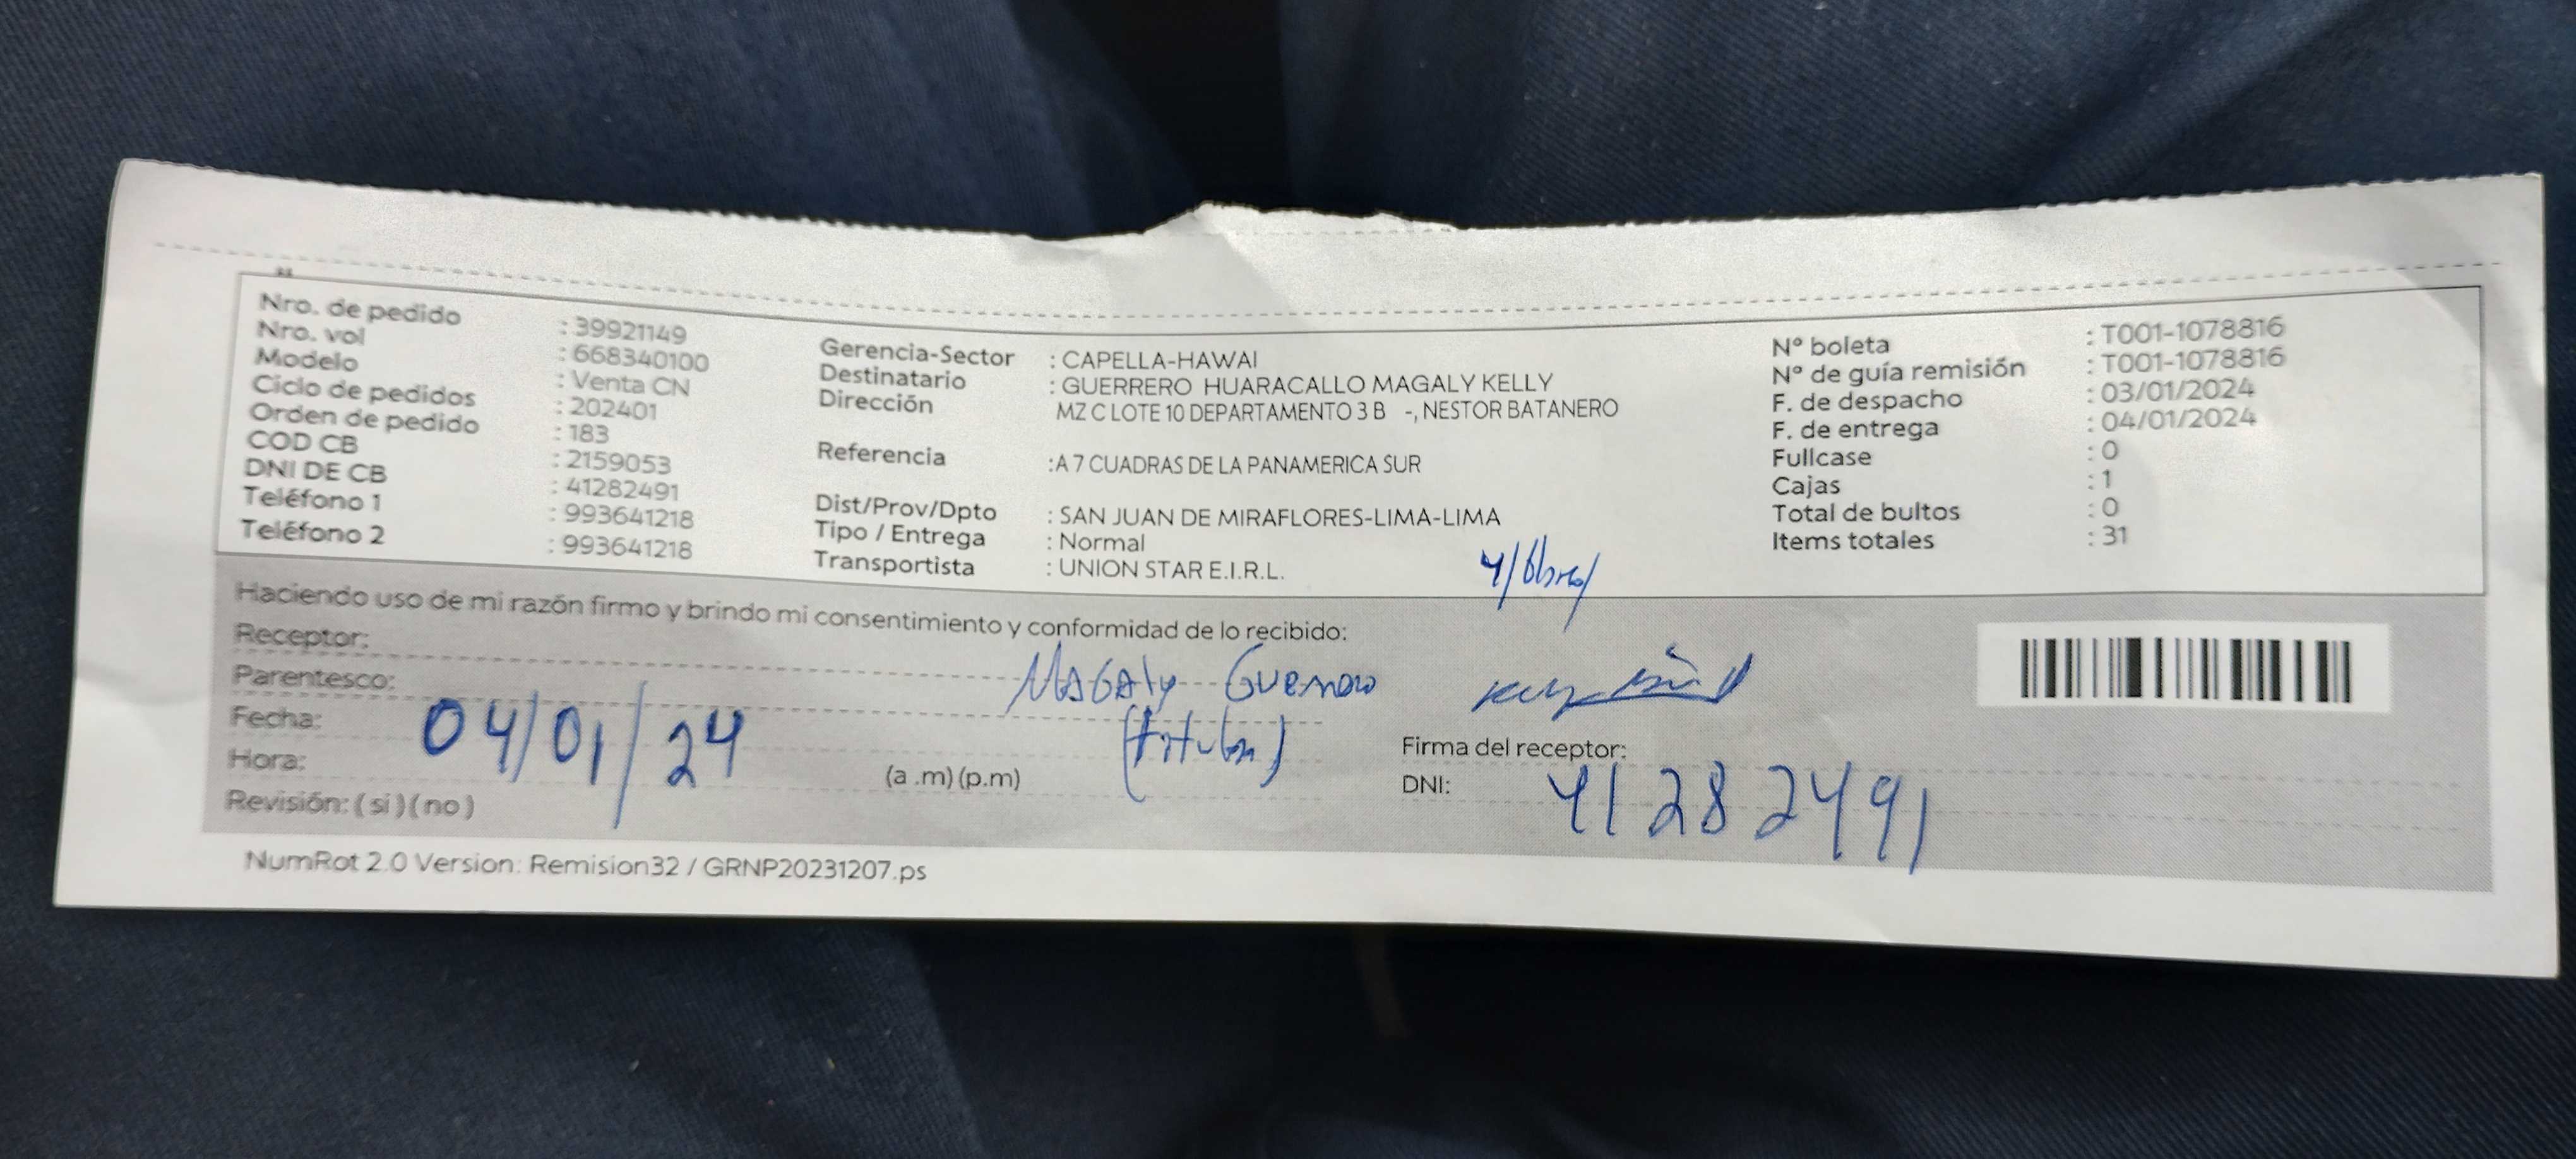 Nro. de pedido : 39921149
Nro. vol : 668340100
Modelo : Venta CN
Ciclo de pedidos : 202401
Orden de pedido : 183
COD CB : 2159053
DNI DE CB : 41282491
Teléfono 1 : 993641218
Teléfono 2 : 993641218
Gerencia-Sector : CAPELLA-HAWAI
Destinatario : GUERRERO HUARACALLO MAGALY KELLY
Dirección MZ C LOTE 10 DEPARTAMENTO 3 B -, NESTOR BATANERO
Referencia :A 7 CUADRAS DE LA PANAMERICA SUR
Dist/Prov/Dpto : SAN JUAN DE MIRAFLORES-LIMA-LIMA
Tipo / Entrega : Normal
Transportista : UNION STAR E.I.R.L.
N° boleta : T001-1078816
N° de guía remisión : T001-1078816
F. de despacho : 03/01/2024
F. de entrega : 04/01/2024
Fullcase : 0
Cajas : 1
Total de bultos : 0
Items totales : 31
Haciendo uso de mi razón firmo y brindo mi consentimiento y conformidad de lo recibido:
Receptor:
Magaly Guerrero
Parentesco:
(titular)
Fecha: 04/01/24
Hora: (a .m) (p.m)
Revisión: ( si ) ( no )
Firma del receptor:
DNI: 41282491
NumRot 2.0 Version: Remision32 / GRNP20231207.ps